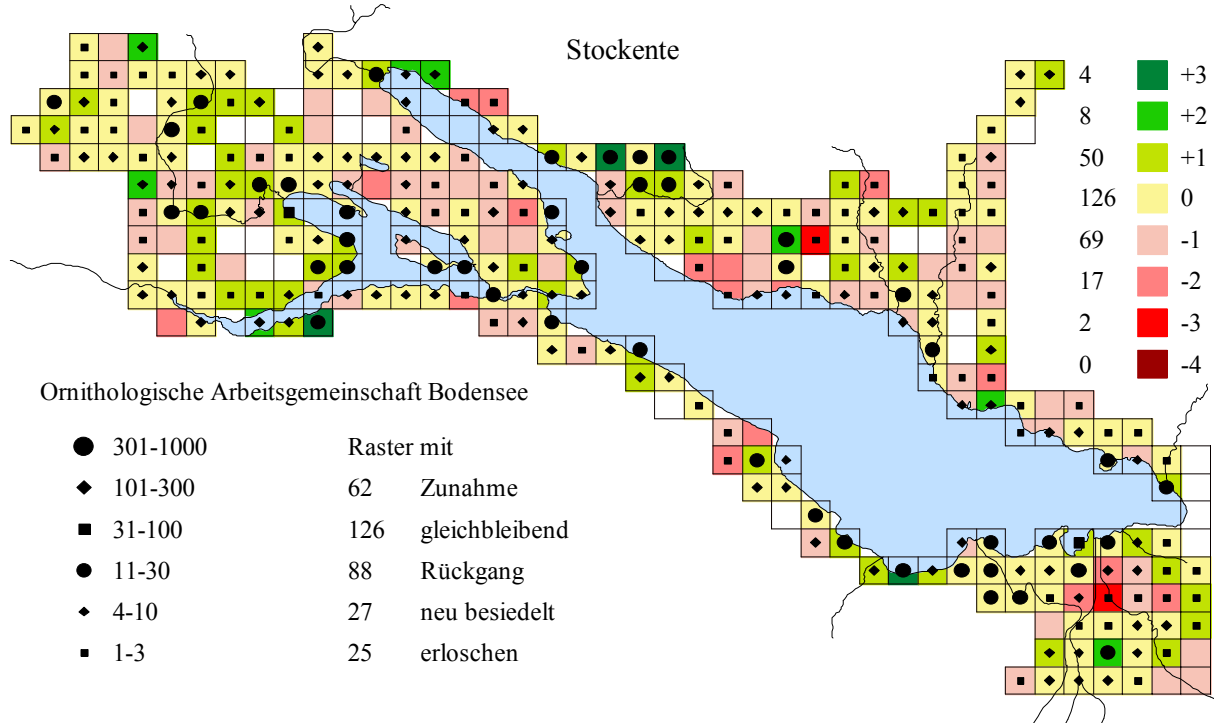 Stockente
4 +3
8 +2
50 +1
126 0
69 -1
17 -2
2 -3
0 -4
Ornithologische Arbeitsgemeinschaft Bodensee
301-1000 Raster mit
101-300 62 Zunahme
31-100 126 gleichbleibend
11-30 88 Rückgang
4-10 27 neu besiedelt
1-3 25 erloschen